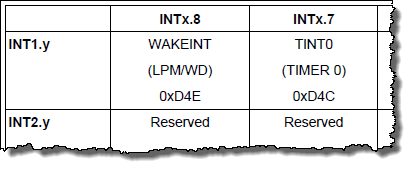 INTx.8 INTx.7
INT1.y WAKEINT TINT0
(LPM/WD) (TIMER 0)
0xD4E 0xD4C
INT2.y Reserved Reserved